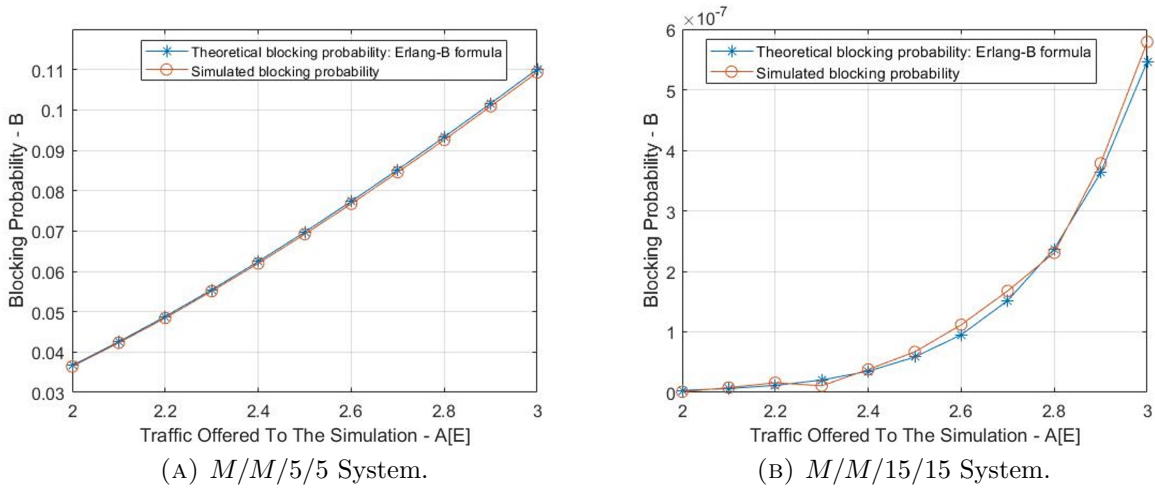 Theoretical blocking probability: Erlang-B formula
Simulated blocking probability
0.11
0.1
0.09
0.08
0.07
0.06
0.05
0.04
0.03
2
2.2
2.4
2.6
2.8
3
Blocking Probability - B
Traffic Offered To The Simulation - A[E]
(A) M/M/5/5 System.
×10⁻⁷
Theoretical blocking probability: Erlang-B formula
Simulated blocking probability
6
5
4
3
2
1
0
2
2.2
2.4
2.6
2.8
3
Blocking Probability - B
Traffic Offered To The Simulation - A[E]
(B) M/M/15/15 System.